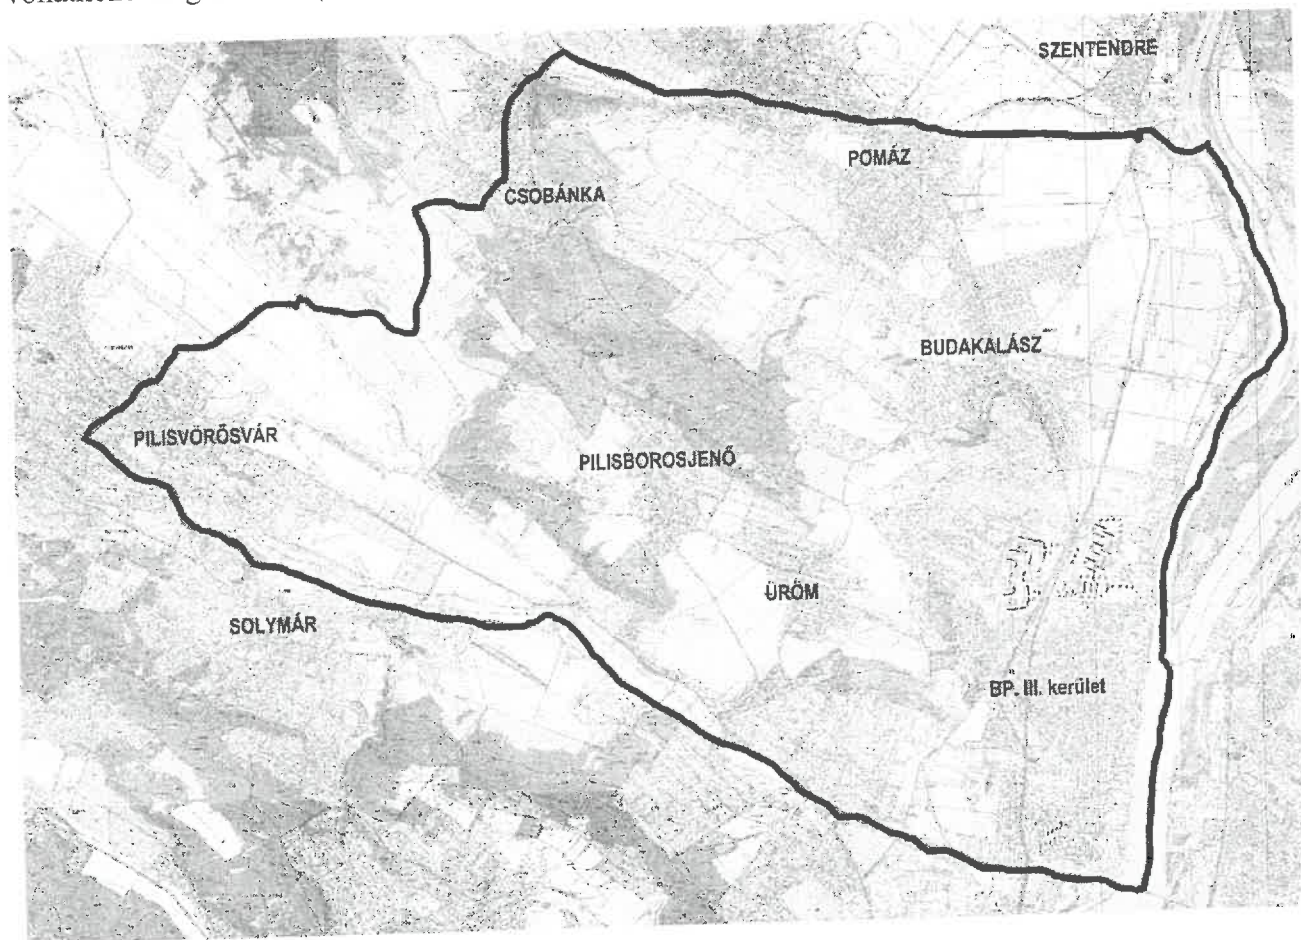 SZENTENDRE
POMÁZ
CSOBÁNKA
BUDAKALÁSZ
PILISVÖRÖSVÁR
PILISBOROSJENŐ
ÜRÖM
SOLYMÁR
BP. III. kerület